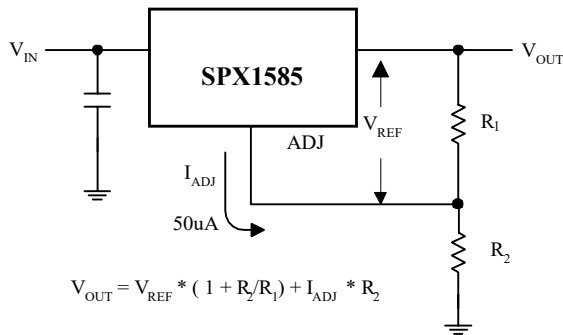 V_IN
SPX1585
V_OUT
ADJ
V_REF
R_1
I_ADJ
50uA
R_2
V_OUT = V_REF * ( 1 + R_2/R_1) + I_ADJ * R_2